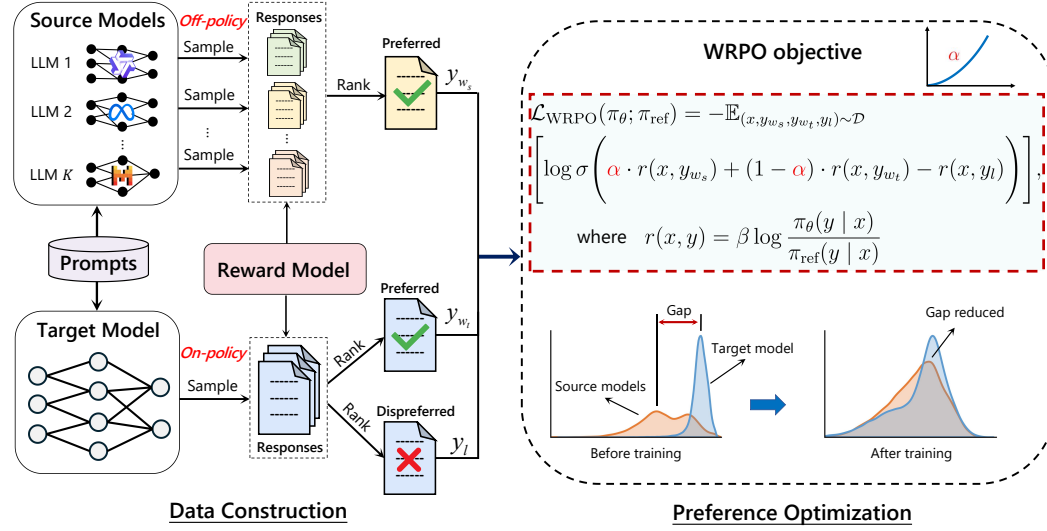 Source Models
LLM 1
LLM 2
⋮
LLM K
Off-policy
Sample
Sample
⋮
Sample
Responses
⋮
Rank
Preferred
y_{w_s}
Prompts
Reward Model
Target Model
On-policy
Sample
Responses
Rank
Rank
Preferred
y_{w_t}
Dispreferred
y_l
Data Construction
WRPO objective
α
ℒ_WRPO(π_θ; π_ref) = −𝔼_{(x,y_{w_s},y_{w_t},y_l)∼𝒟}
[log σ(α · r(x, y_{w_s}) + (1 − α) · r(x, y_{w_t}) − r(x, y_l))],
where r(x, y) = β log π_θ(y | x) / π_ref(y | x)
Gap
Target model
Source models
Before training
Gap reduced
After training
Preference Optimization